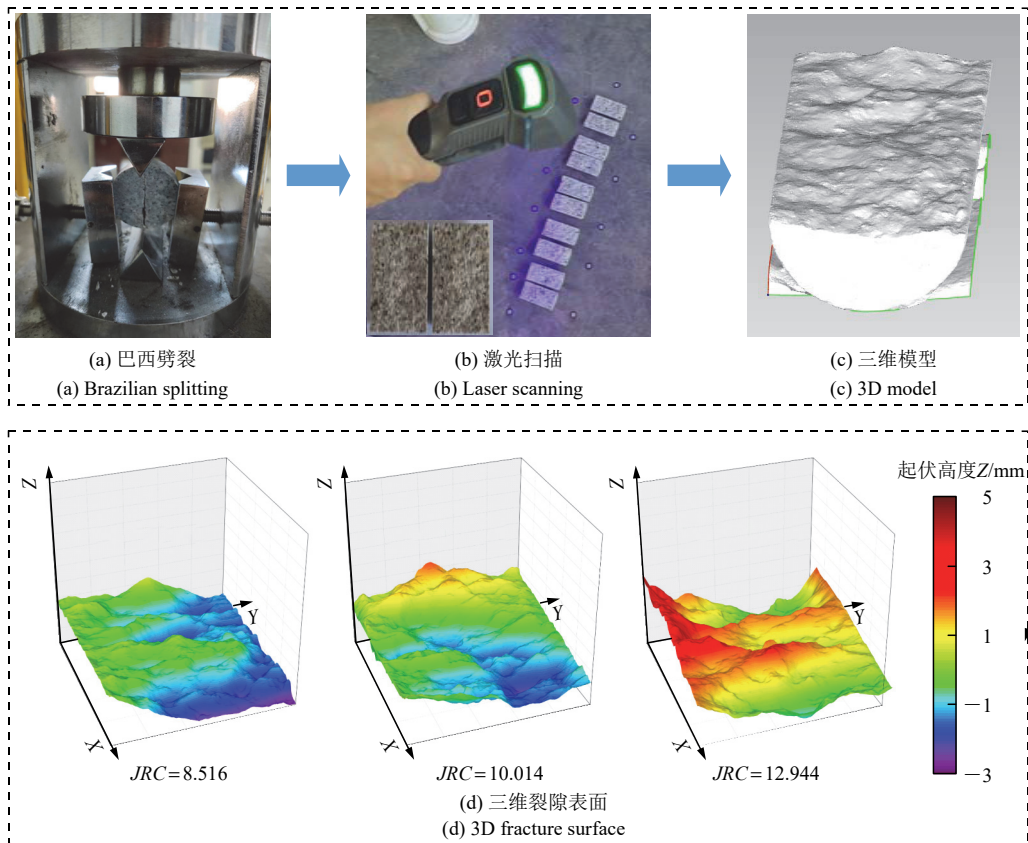 (a) 巴西劈裂
(a) Brazilian splitting
(b) 激光扫描
(b) Laser scanning
(c) 三维模型
(c) 3D model
Z
Y
X
JRC=8.516
Z
Y
X
JRC=10.014
Z
Y
X
JRC=12.944
起伏高度Z/mm
5
3
1
—1
—3
(d) 三维裂隙表面
(d) 3D fracture surface